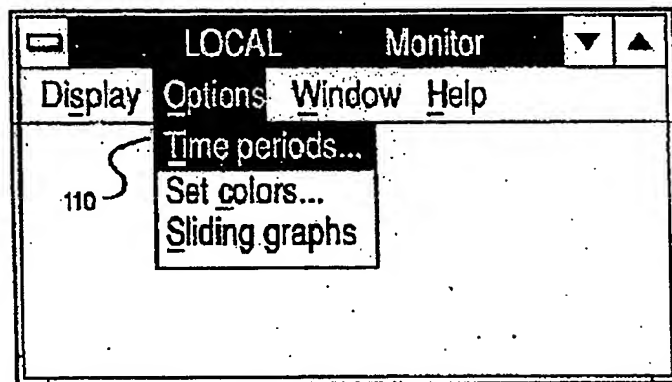 LOCAL Monitor
Display Options Window Help
Time periods...
110
Set colors...
Sliding graphs